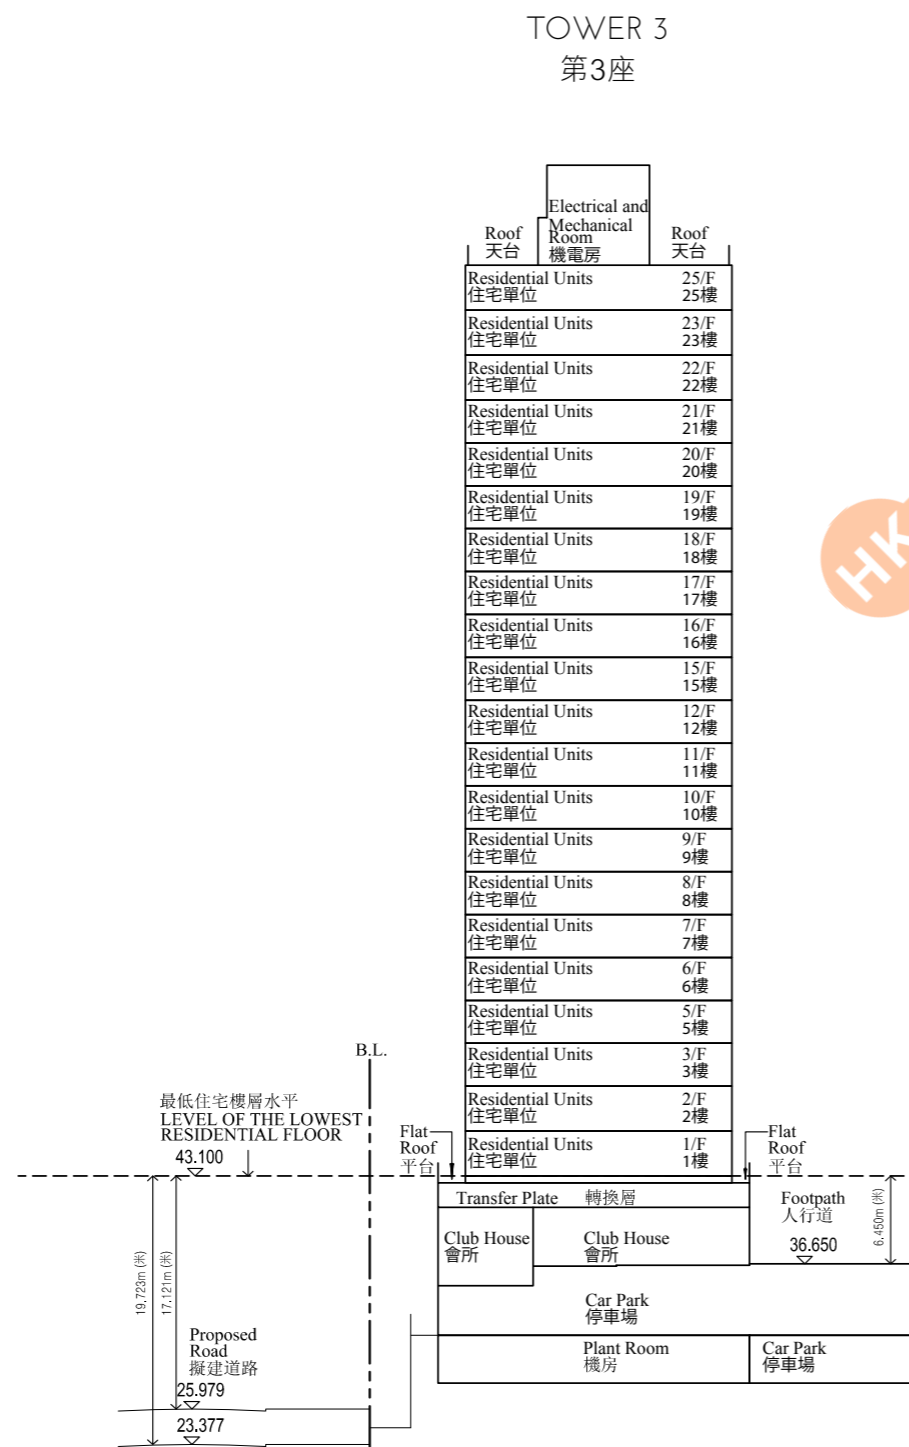 TOWER 3
第3座
Electrical and
Mechanical
Room
機電房
Roof
天台
Roof
天台
Residential Units 25/F
住宅單位 25樓
Residential Units 23/F
住宅單位 23樓
Residential Units 22/F
住宅單位 22樓
Residential Units 21/F
住宅單位 21樓
Residential Units 20/F
住宅單位 20樓
Residential Units 19/F
住宅單位 19樓
Residential Units 18/F
住宅單位 18樓
Residential Units 17/F
住宅單位 17樓
Residential Units 16/F
住宅單位 16樓
Residential Units 15/F
住宅單位 15樓
Residential Units 12/F
住宅單位 12樓
Residential Units 11/F
住宅單位 11樓
Residential Units 10/F
住宅單位 10樓
Residential Units 9/F
住宅單位 9樓
Residential Units 8/F
住宅單位 8樓
Residential Units 7/F
住宅單位 7樓
Residential Units 6/F
住宅單位 6樓
Residential Units 5/F
住宅單位 5樓
Residential Units 3/F
住宅單位 3樓
Residential Units 2/F
住宅單位 2樓
Residential Units 1/F
住宅單位 1樓
HK
B.L.
最低住宅樓層水平
LEVEL OF THE LOWEST
RESIDENTIAL FLOOR
43.100
Flat
Roof
平台
Flat
Roof
平台
Transfer Plate 轉換層
Club House
會所
Club House
會所
Footpath
人行道
36.650
6.450m (米)
19.723m (米)
17.121m (米)
Car Park
停車場
Plant Room
機房
Car Park
停車場
Proposed
Road
擬建道路
25.979
23.377